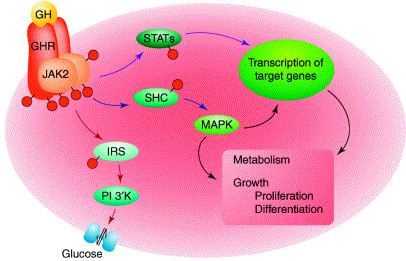 GH
GHR
JAK2
STATs
SHC
MAPK
IRS
PI 3'K
Glucose
Transcription of
target genes
Metabolism
Growth
Proliferation
Differentiation